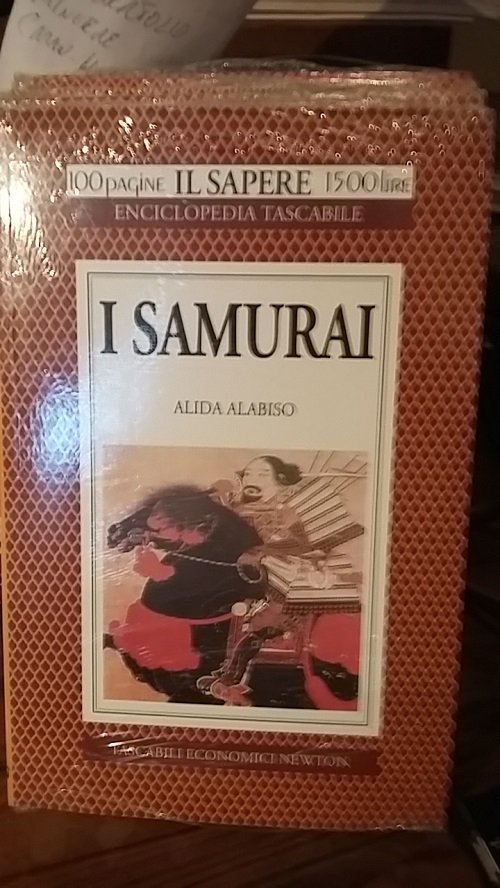 100 pagine IL SAPERE 1500 lire
ENCICLOPEDIA TASCABILE
I SAMURAI
ALIDA ALABISO
TASCABILI ECONOMICI NEWTON